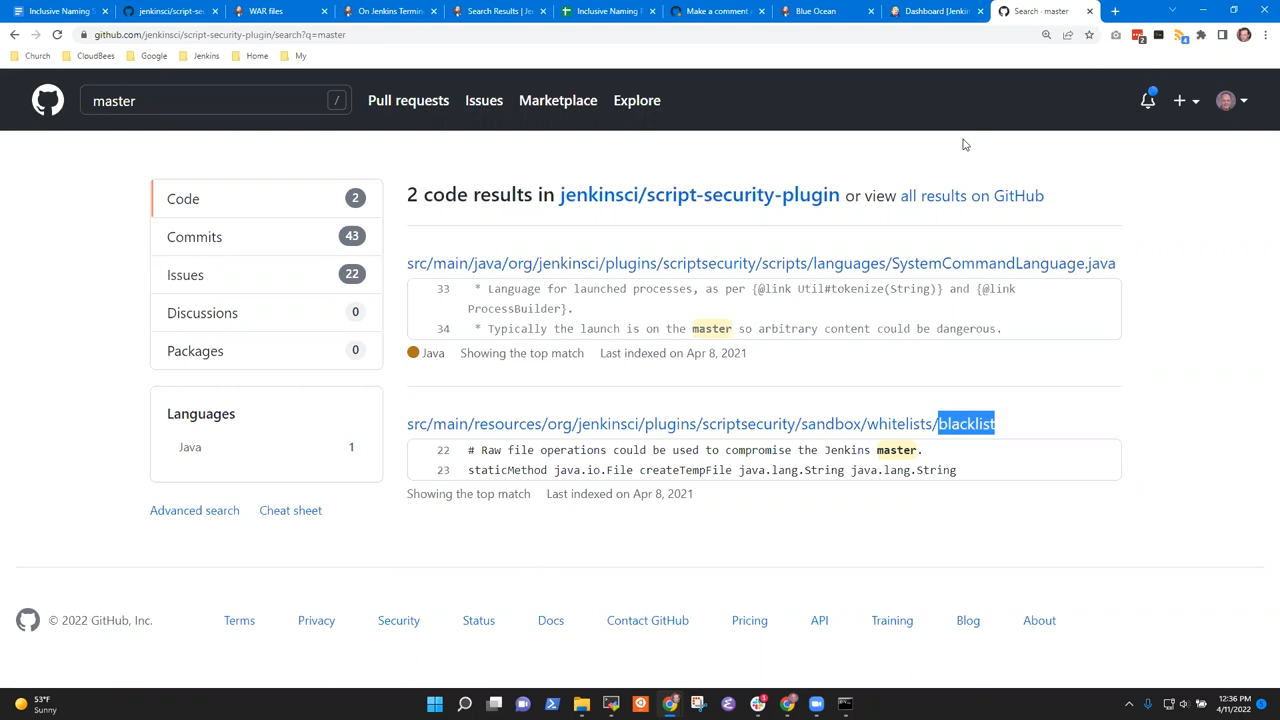 Inclusive Naming S
jenkinsci/script-sec
WAR files
On Jenkins Termin
Search Results | Je
Inclusive Naming F
Make a comment
Blue Ocean
Dashboard [Jenkin
Search · master
github.com/jenkinsci/script-security-plugin/search?q=master
Church
CloudBees
Google
Jenkins
Home
My
master
/
Pull requests
Issues
Marketplace
Explore
Code 2
Commits 43
Issues 22
Discussions 0
Packages 0
Languages
Java 1
Advanced search
Cheat sheet
2 code results in jenkinsci/script-security-plugin or view all results on GitHub
src/main/java/org/jenkinsci/plugins/scriptsecurity/scripts/languages/SystemCommandLanguage.java
33 * Language for launched processes, as per {@link Util#tokenize(String)} and {@link
ProcessBuilder}.
34 * Typically the launch is on the master so arbitrary content could be dangerous.
Java Showing the top match Last indexed on Apr 8, 2021
src/main/resources/org/jenkinsci/plugins/scriptsecurity/sandbox/whitelists/blacklist
22 # Raw file operations could be used to compromise the Jenkins master.
23 staticMethod java.io.File createTempFile java.lang.String java.lang.String
Showing the top match Last indexed on Apr 8, 2021
© 2022 GitHub, Inc.
Terms
Privacy
Security
Status
Docs
Contact GitHub
Pricing
API
Training
Blog
About
53°F
Sunny
12:36 PM
4/11/2022